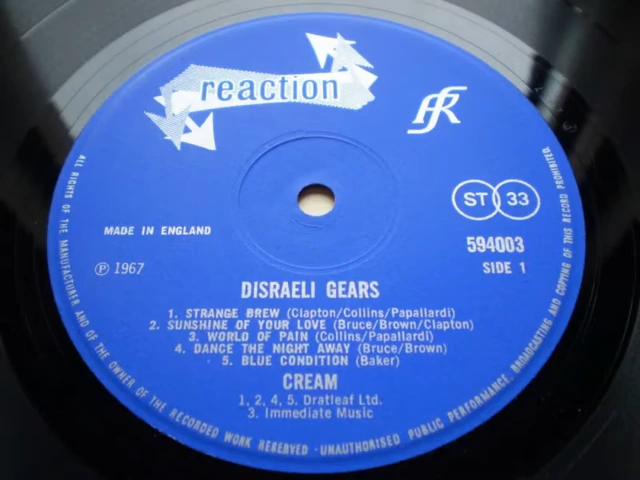 reaction
R
ST 33
MADE IN ENGLAND
594003
℗ 1967
SIDE 1
DISRAELI GEARS
1. STRANGE BREW (Clapton/Collins/Papallardi)
2. SUNSHINE OF YOUR LOVE (Bruce/Brown/Clapton)
3. WORLD OF PAIN (Collins/Papallardi)
4. DANCE THE NIGHT AWAY (Bruce/Brown)
5. BLUE CONDITION (Baker)
CREAM
1, 2, 4, 5. Dratleaf Ltd.
3. Immediate Music
ALL RIGHTS OF THE MANUFACTURER AND OF THE OWNER OF THE RECORDED WORK RESERVED · UNAUTHORISED PUBLIC PERFORMANCE, BROADCASTING AND COPYING OF THIS RECORD PROHIBITED.